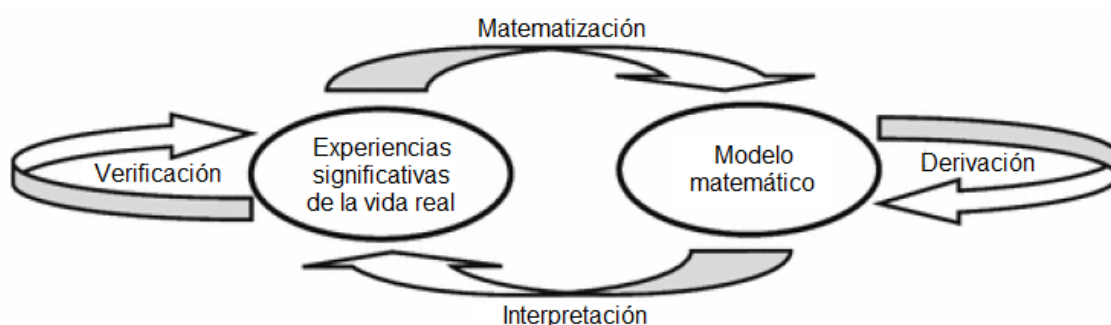 Matematización
Verificación
Experiencias
significativas
de la vida real
Modelo
matemático
Derivación
Interpretación